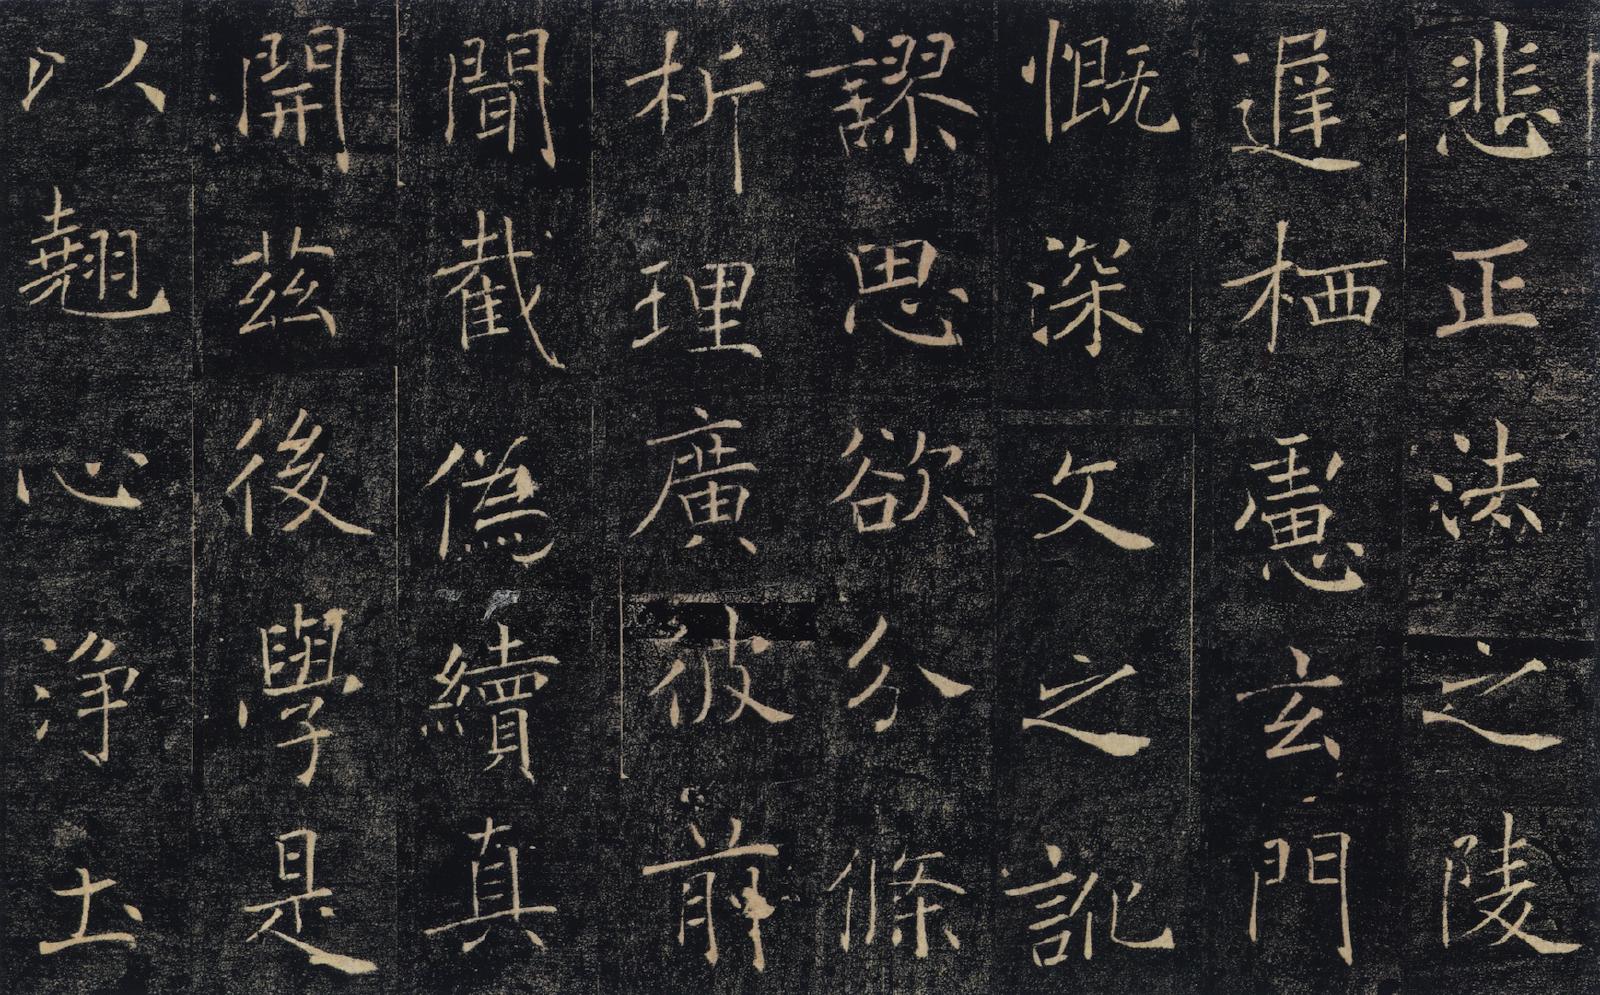 悲正法之陵
遲栖慮玄門
慨深文之訛
謬思欲分條
析理廣彼前
聞截偽續真
開茲後學是
以翹心淨土